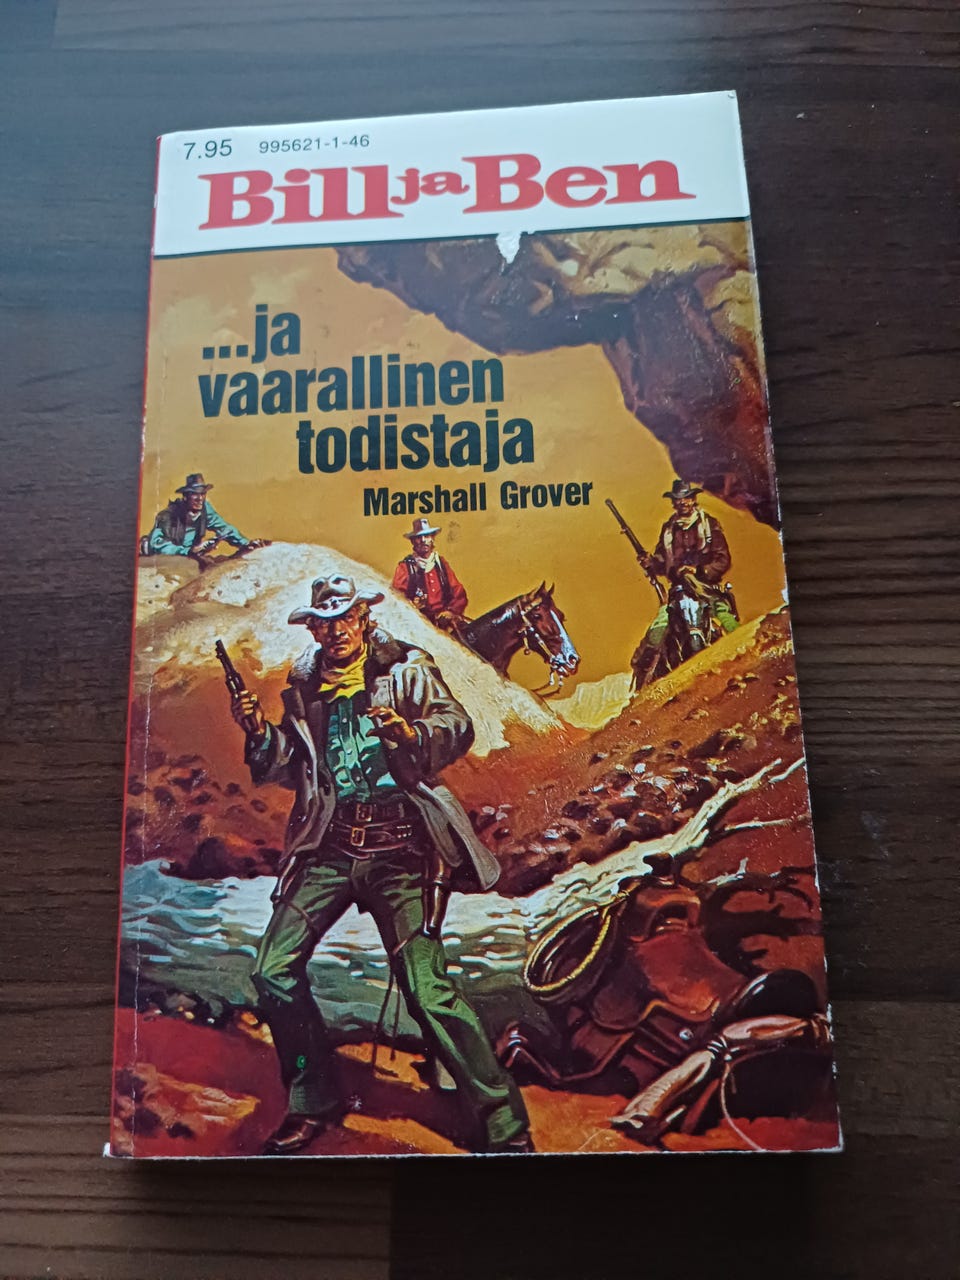 7.95 995621-1-46
Bill ja Ben
...ja
vaarallinen
todistaja
Marshall Grover